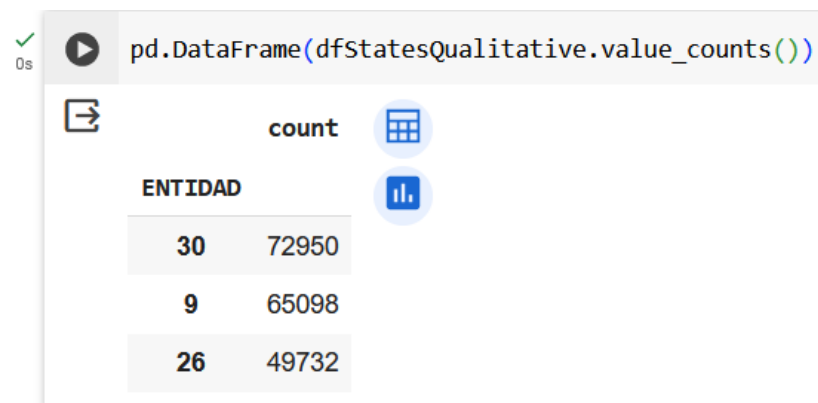 pd.DataFrame(dfStatesQualitative.value_counts())
0s
count
ENTIDAD
30 72950
9 65098
26 49732